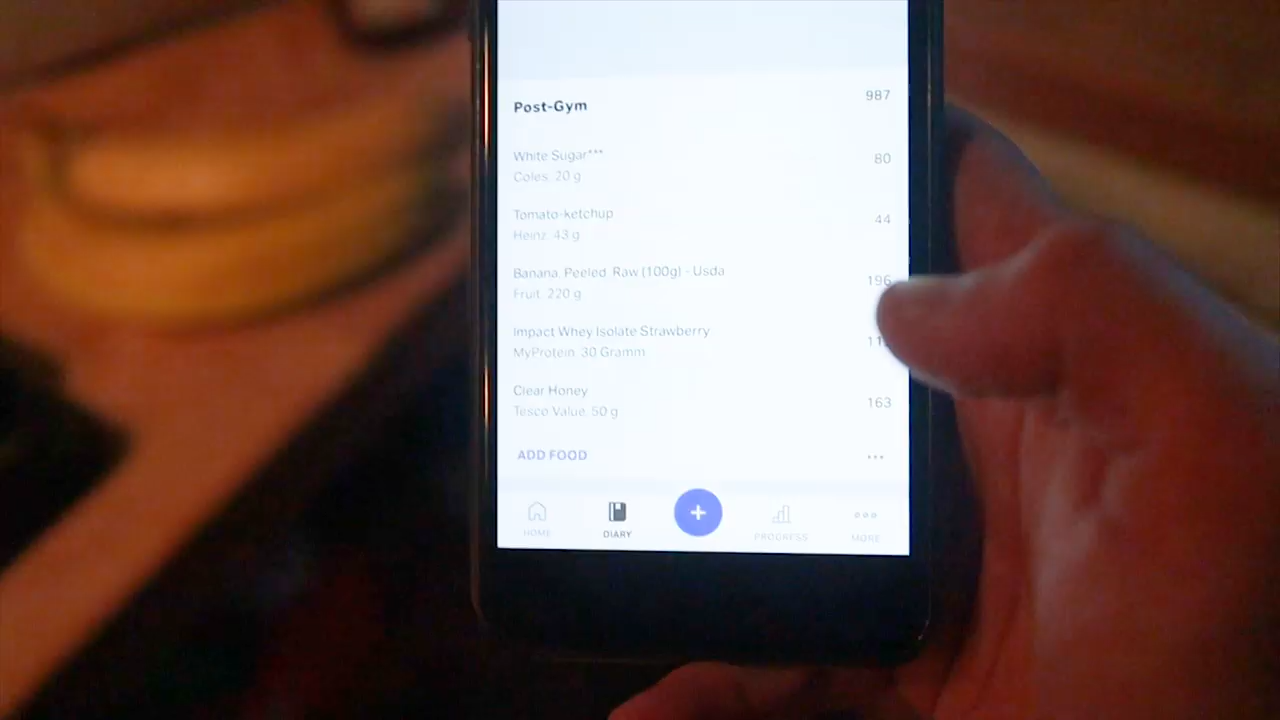 Post-Gym 987
White Sugar*** 80
Coles, 20 g
Tomato-ketchup 44
Heinz, 43 g
Banana, Peeled, Raw (100g) - Usda 196
Fruit, 220 g
Impact Whey Isolate Strawberry
MyProtein, 30 Gramm
Clear Honey 163
Tesco Value, 50 g
ADD FOOD
HOME DIARY PROGRESS MORE